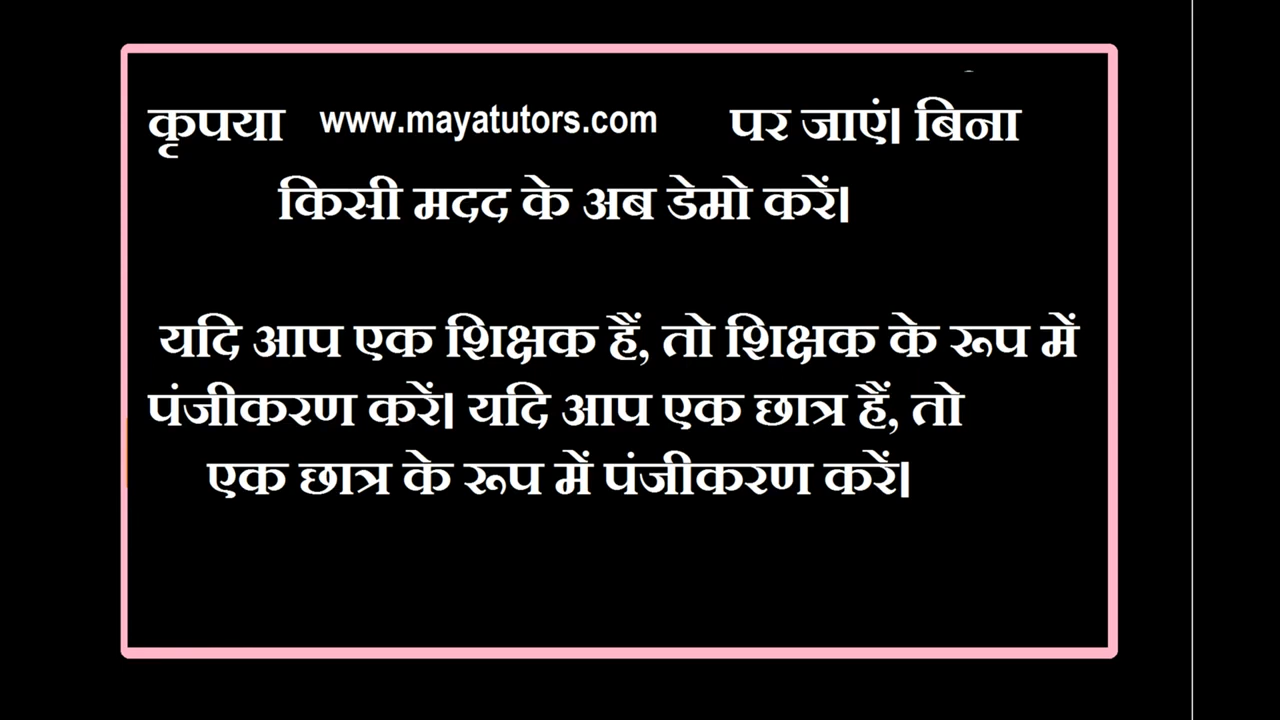 कृपया www.mayatutors.com पर जाएं। बिना
किसी मदद के अब डेमो करें।
यदि आप एक शिक्षक हैं, तो शिक्षक के रूप में
पंजीकरण करें। यदि आप एक छात्र हैं, तो
एक छात्र के रूप में पंजीकरण करें।